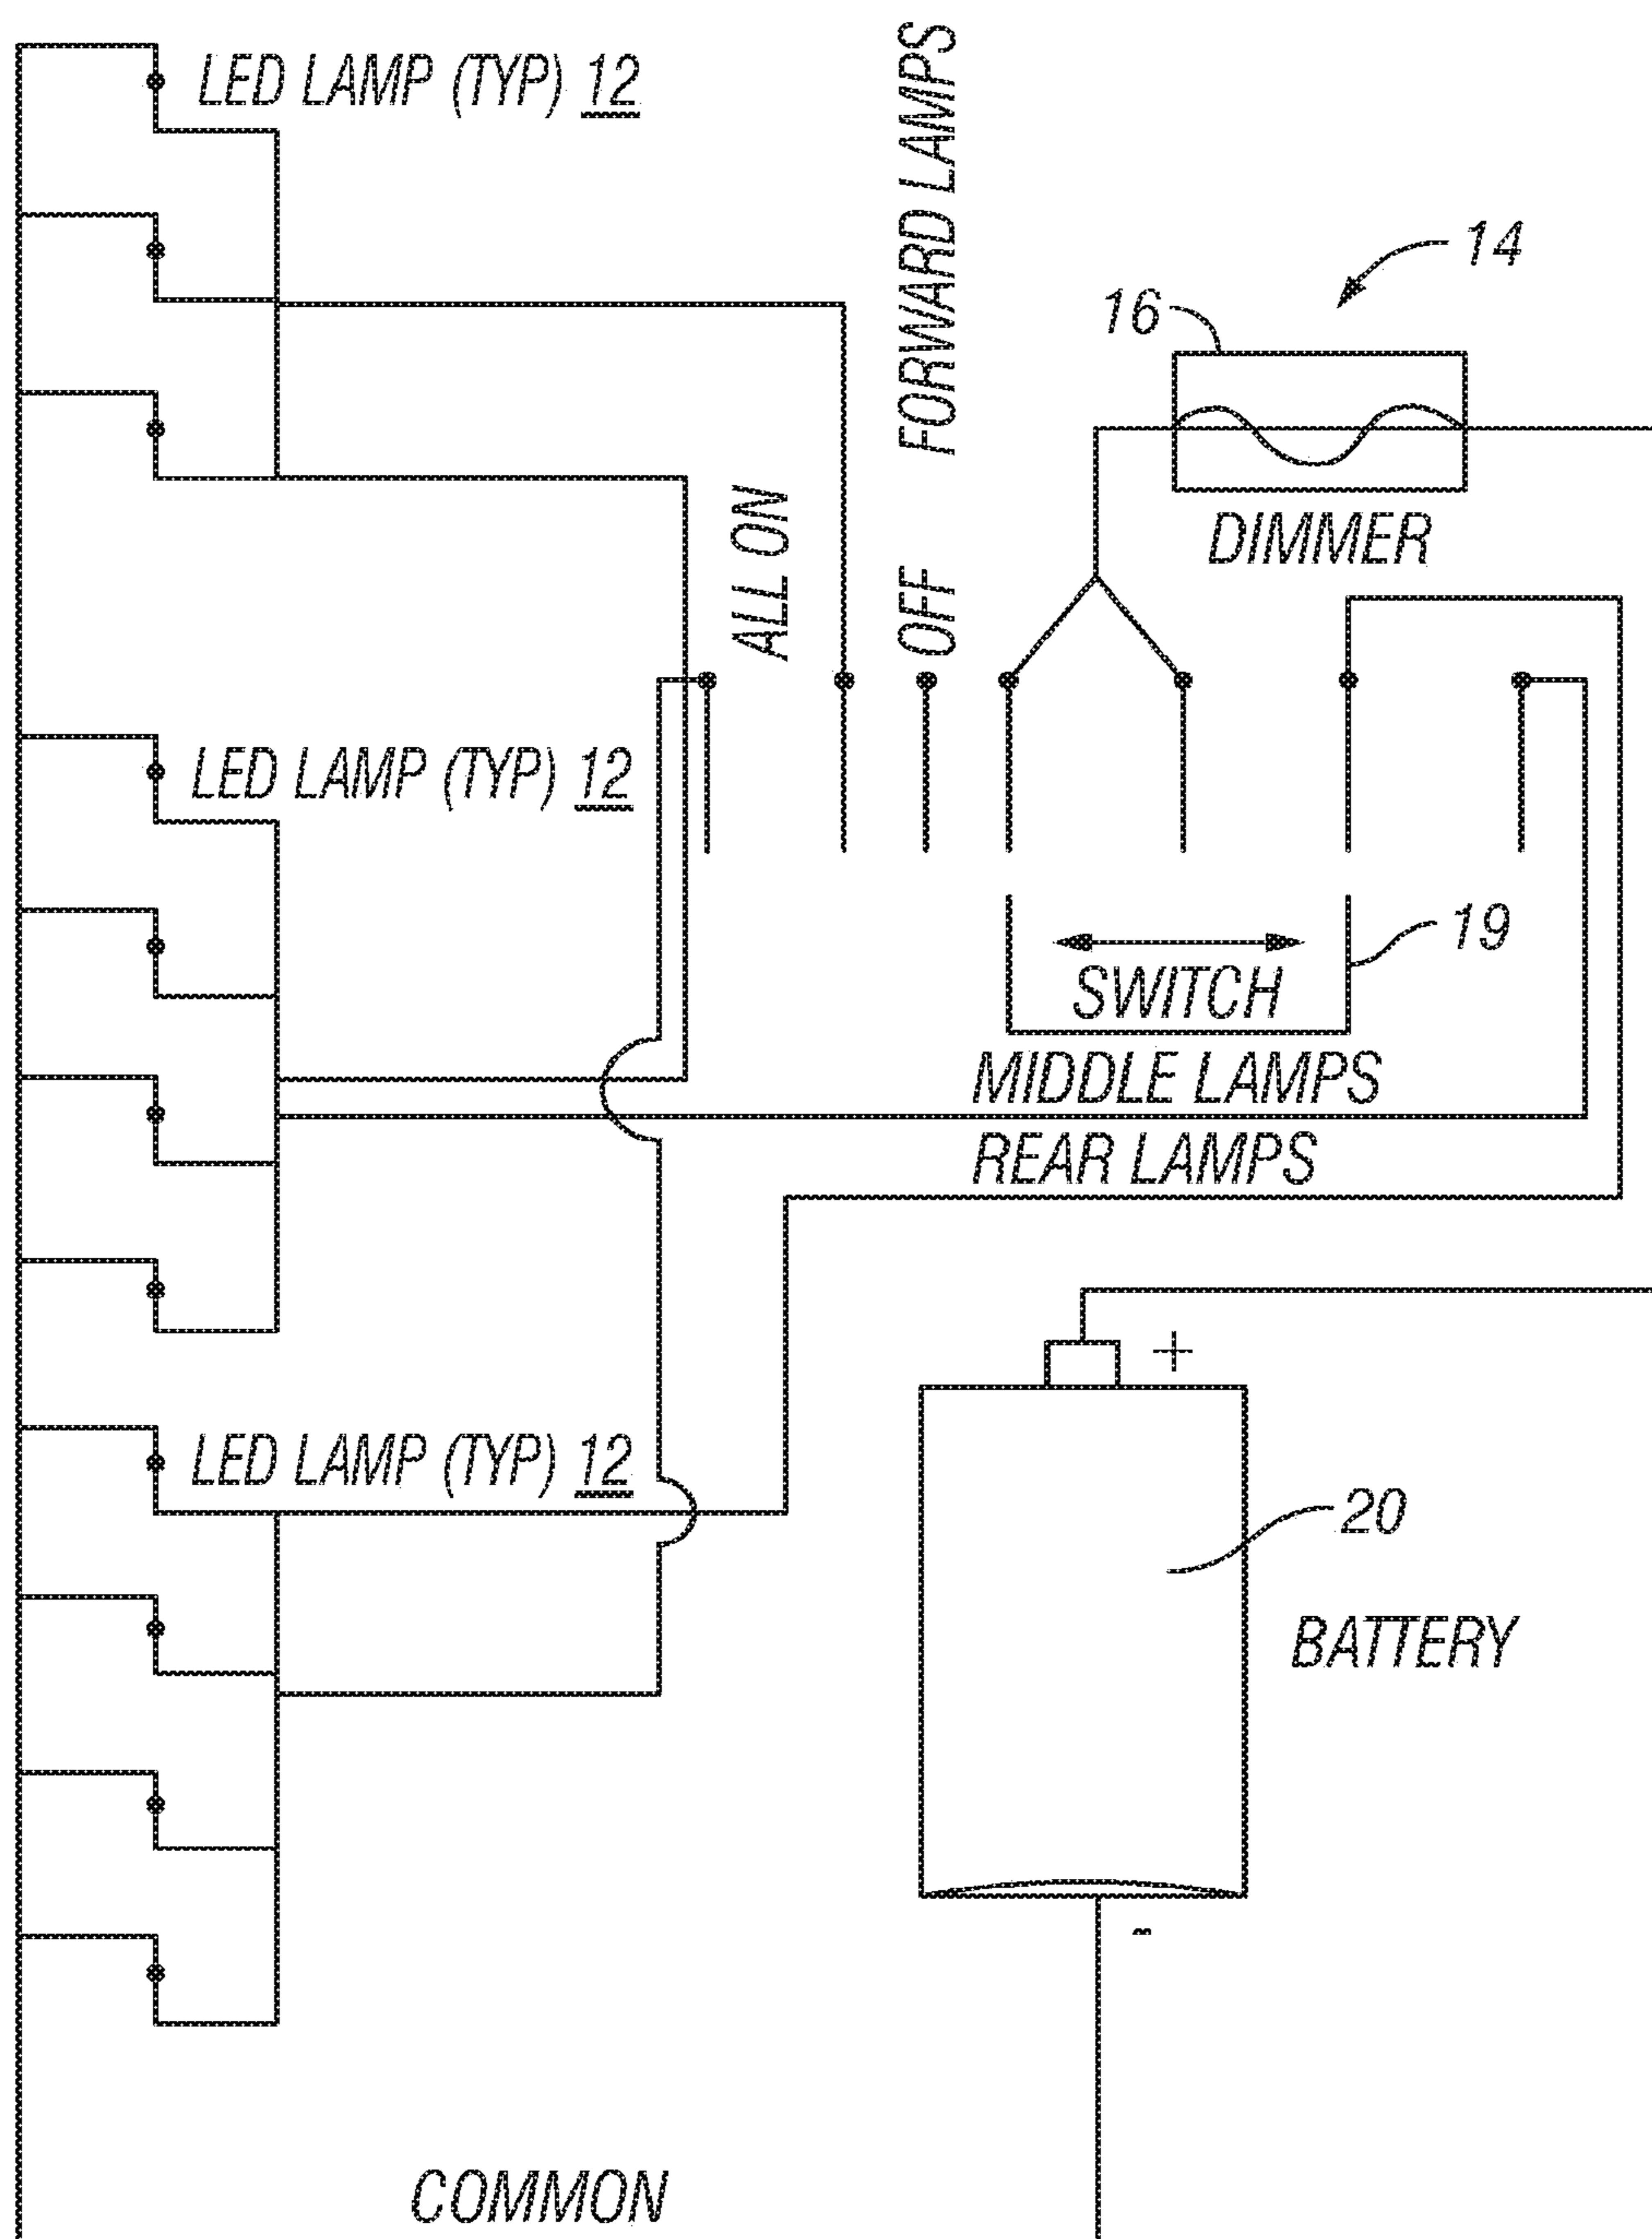 LED LAMP (TYP) 12
FORWARD LAMPS
14
16
DIMMER
ALL ON
OFF
LED LAMP (TYP) 12
19
SWITCH
MIDDLE LAMPS
REAR LAMPS
+
LED LAMP (TYP) 12
20
BATTERY
-
COMMON